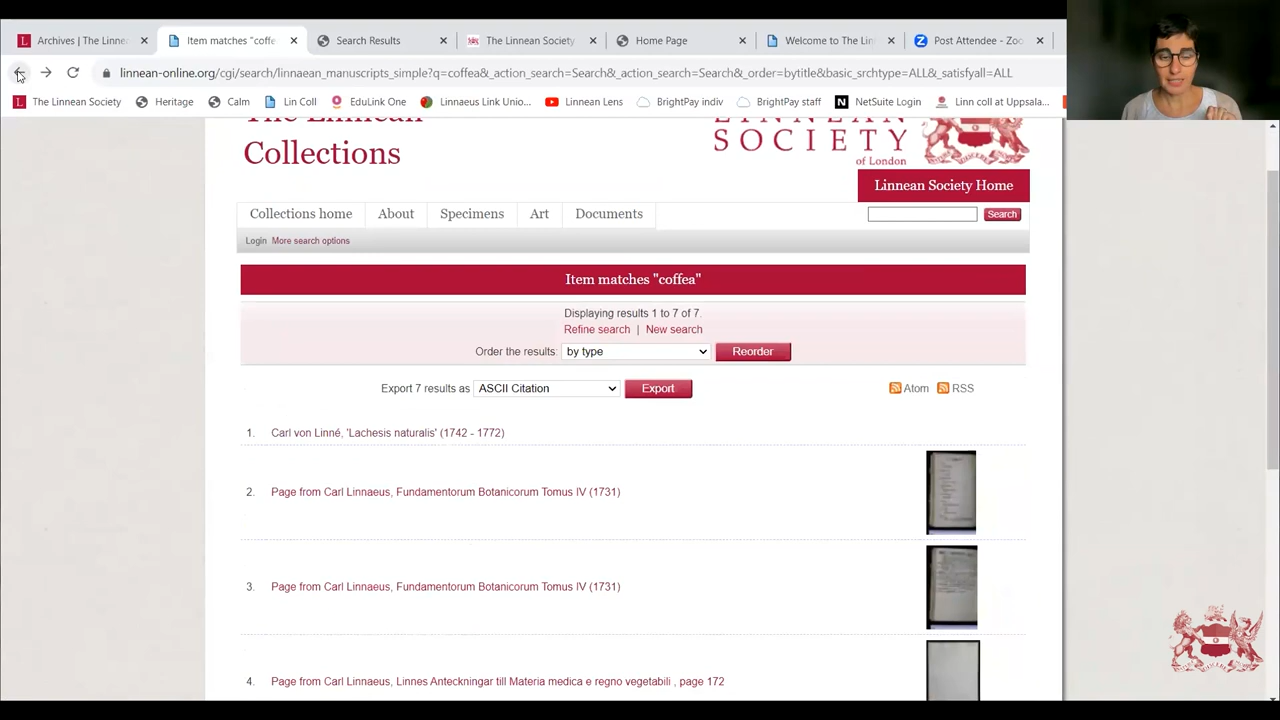 Archives | The Linne
Item matches "coffe
Search Results
The Linnean Society
Home Page
Welcome to The Lin
Post Attendee - Zoo
linnean-online.org/cgi/search/linnaean_manuscripts_simple?q=coffea&_action_search=Search&_action_search=Search&_order=bytitle&basic_srchtype=ALL&_satisfyall=ALL
The Linnean Society
Heritage
Calm
Lin Coll
EduLink One
Linnaeus Link Unio...
Linnean Lens
BrightPay indiv
BrightPay staff
NetSuite Login
Linn coll at Uppsala...
The Linnean
Collections
LINNEAN
SOCIETY
of London
Linnean Society Home
Collections home
About
Specimens
Art
Documents
Search
Login More search options
Item matches "coffea"
Displaying results 1 to 7 of 7.
Refine search | New search
Order the results: by type Reorder
Export 7 results as ASCII Citation Export
Atom RSS
1. Carl von Linné, 'Lachesis naturalis' (1742 - 1772)
2. Page from Carl Linnaeus, Fundamentorum Botanicorum Tomus IV (1731)
3. Page from Carl Linnaeus, Fundamentorum Botanicorum Tomus IV (1731)
4. Page from Carl Linnaeus, Linnes Anteckningar till Materia medica e regno vegetabili , page 172